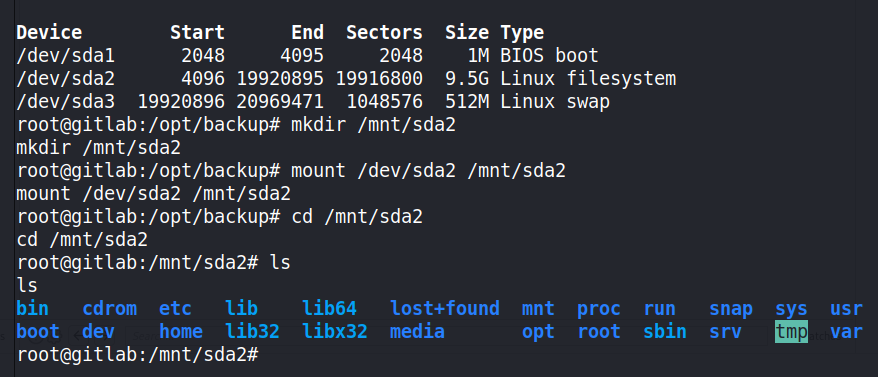 Device Start End Sectors Size Type
/dev/sda1 2048 4095 2048 1M BIOS boot
/dev/sda2 4096 19920895 19916800 9.5G Linux filesystem
/dev/sda3 19920896 20969471 1048576 512M Linux swap
root@gitlab:/opt/backup# mkdir /mnt/sda2
mkdir /mnt/sda2
root@gitlab:/opt/backup# mount /dev/sda2 /mnt/sda2
mount /dev/sda2 /mnt/sda2
root@gitlab:/opt/backup# cd /mnt/sda2
cd /mnt/sda2
root@gitlab:/mnt/sda2# ls
ls
bin cdrom etc lib lib64 lost+found mnt proc run snap sys usr
boot dev home lib32 libx32 media opt root sbin srv tmp var
root@gitlab:/mnt/sda2#